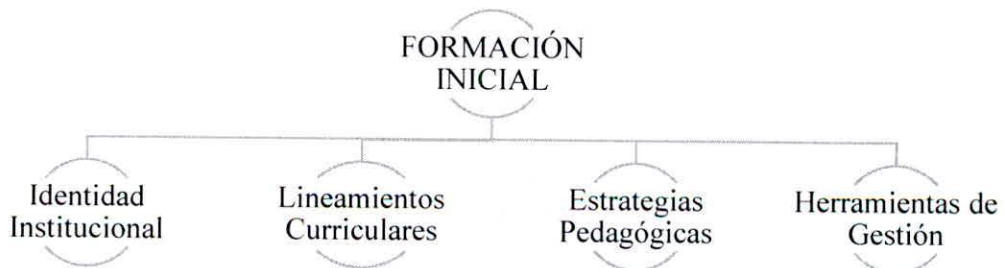 FORMACIÓN
INICIAL
Identidad
Institucional
Lineamientos
Curriculares
Estrategias
Pedagógicas
Herramientas de
Gestión